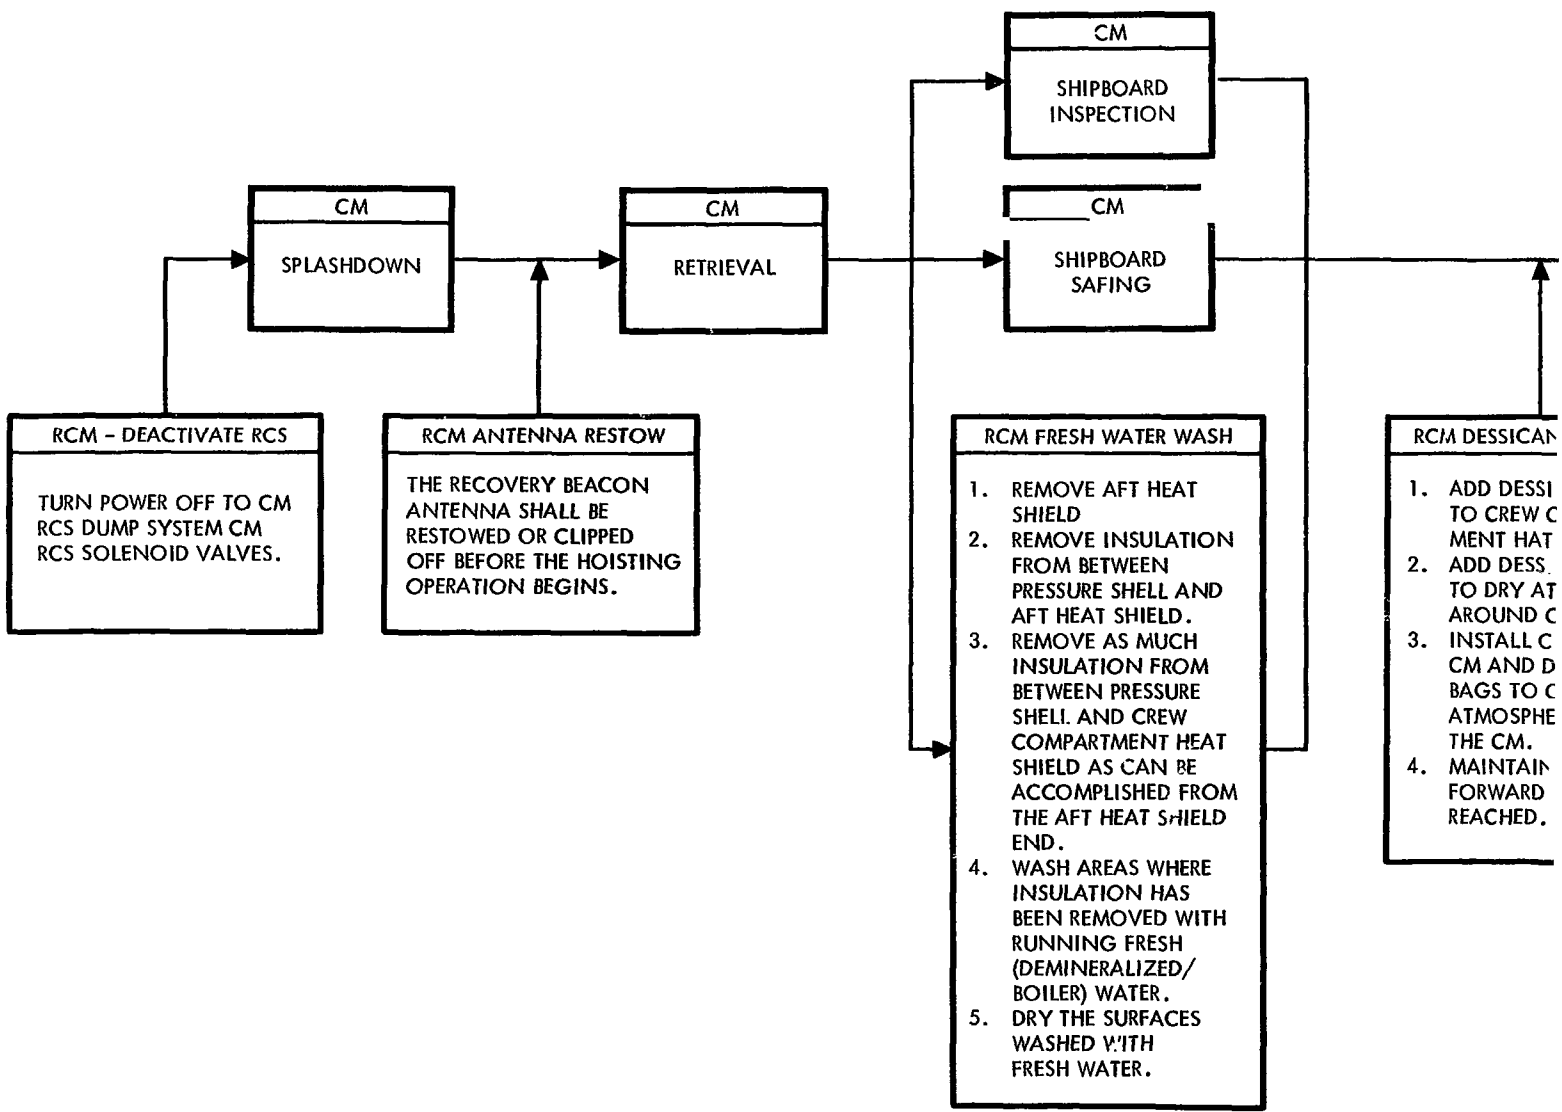 CM
SHIPBOARD
INSPECTION
CM
SPLASHDOWN
CM
RETRIEVAL
CM
SHIPBOARD
SAFING
RCM – DEACTIVATE RCS
TURN POWER OFF TO CM
RCS DUMP SYSTEM CM
RCS SOLENOID VALVES.
RCM ANTENNA RESTOW
THE RECOVERY BEACON
ANTENNA SHALL BE
RESTOWED OR CLIPPED
OFF BEFORE THE HOISTING
OPERATION BEGINS.
RCM FRESH WATER WASH
1. REMOVE AFT HEAT
SHIELD
2. REMOVE INSULATION
FROM BETWEEN
PRESSURE SHELL AND
AFT HEAT SHIELD.
3. REMOVE AS MUCH
INSULATION FROM
BETWEEN PRESSURE
SHELL AND CREW
COMPARTMENT HEAT
SHIELD AS CAN BE
ACCOMPLISHED FROM
THE AFT HEAT SHIELD
END.
4. WASH AREAS WHERE
INSULATION HAS
BEEN REMOVED WITH
RUNNING FRESH
(DEMINERALIZED/
BOILER) WATER.
5. DRY THE SURFACES
WASHED WITH
FRESH WATER.
RCM DESSICAN
1. ADD DESSI
TO CREW C
MENT HAT
2. ADD DESS
TO DRY AT
AROUND C
3. INSTALL C
CM AND D
BAGS TO C
ATMOSPHE
THE CM.
4. MAINTAIN
FORWARD
REACHED.